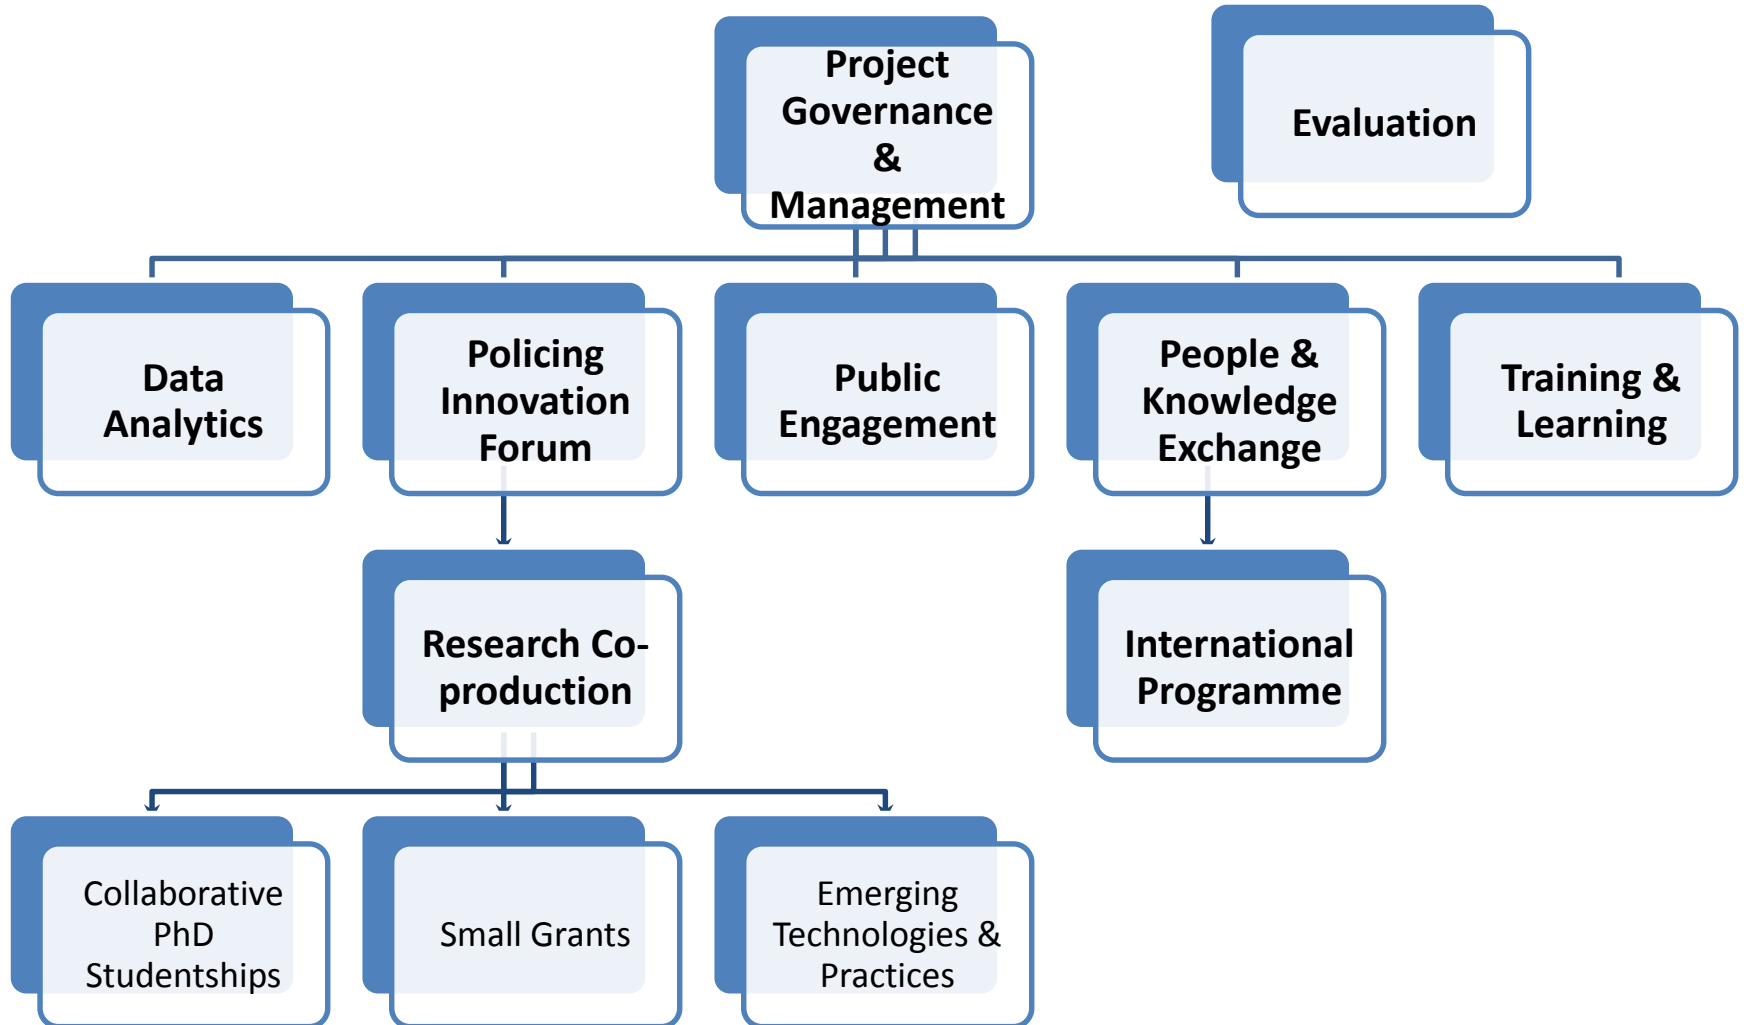 Project
Governance
&
Management
Evaluation
Data
Analytics
Policing
Innovation
Forum
Public
Engagement
People &
Knowledge
Exchange
Training &
Learning
Research Co-
production
International
Programme
Collaborative
PhD
Studentships
Small Grants
Emerging
Technologies &
Practices